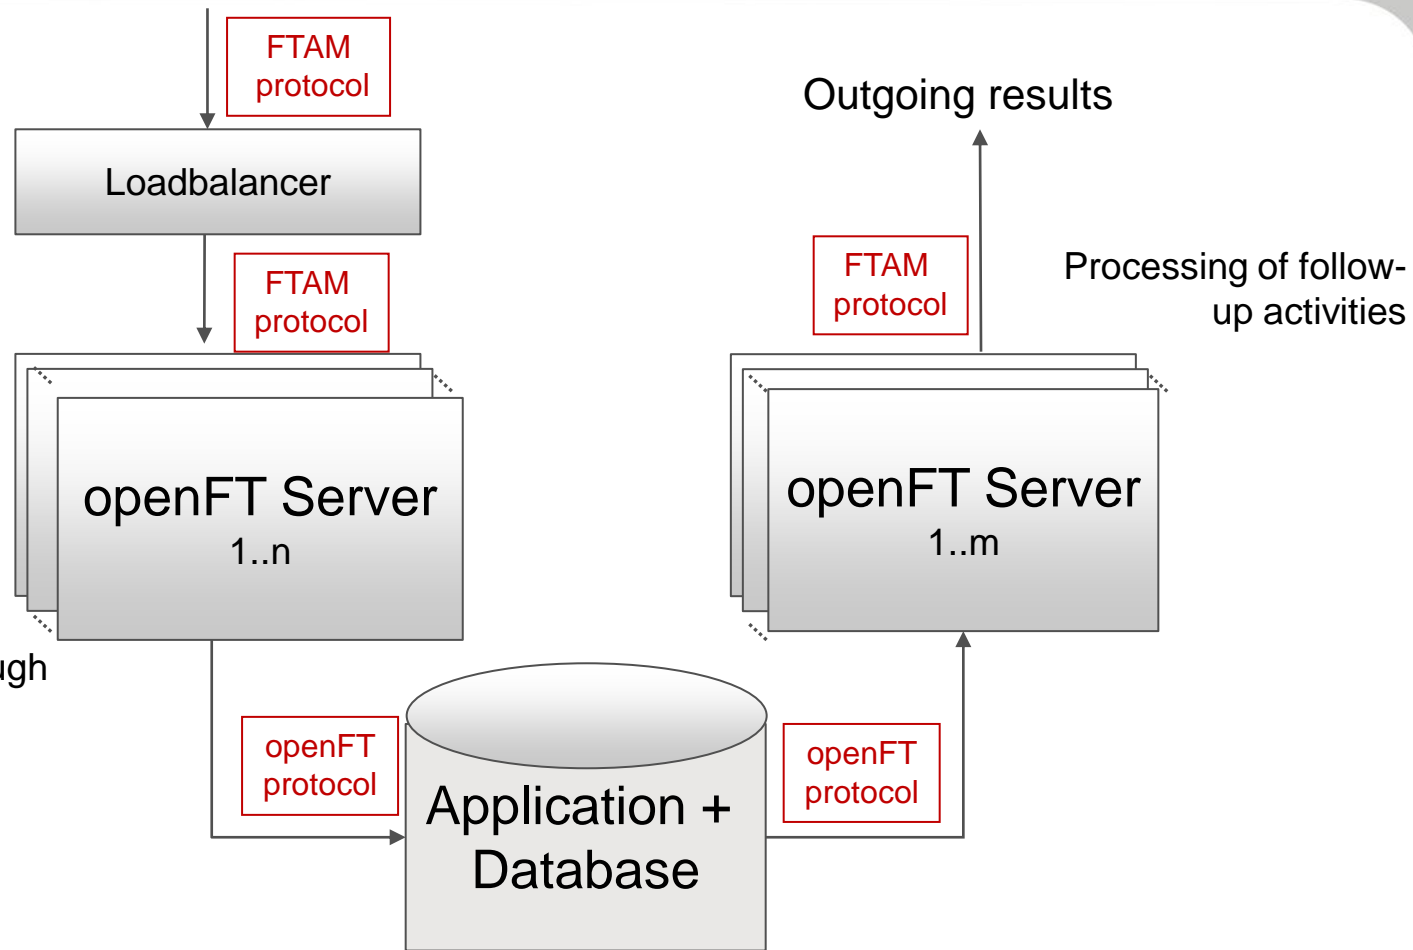 FTAM
protocol
Outgoing results
Loadbalancer
FTAM
protocol
FTAM
protocol
Processing of follow-
up activities
openFT Server
1..n
openFT Server
1..m
ugh
openFT
protocol
openFT
protocol
Application +
Database